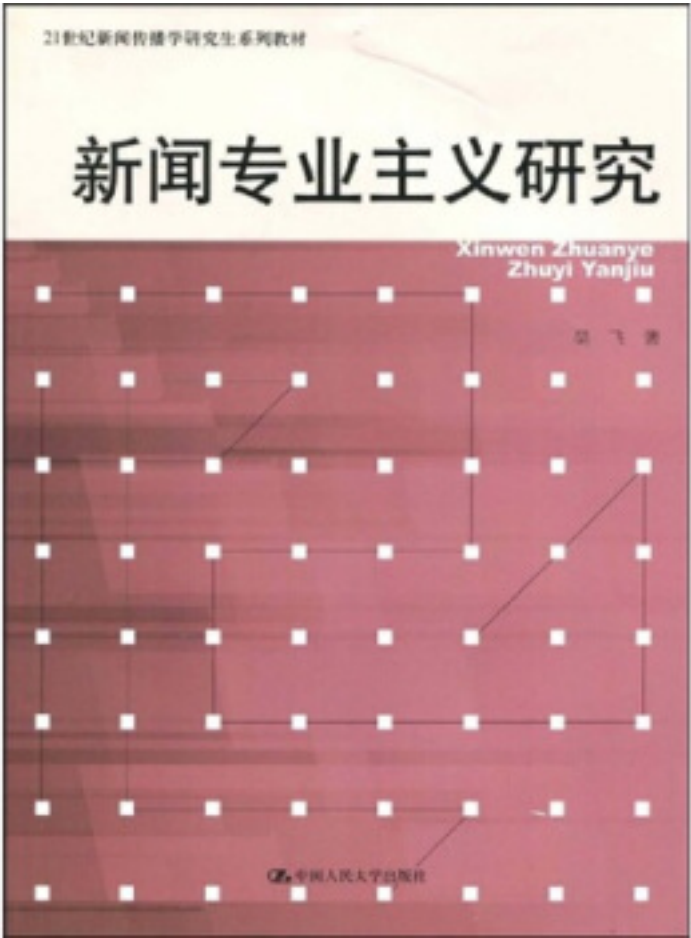 21世纪新闻传播学研究生系列教材
新闻专业主义研究
Xinwen Zhuanye
Zhuyi Yanjiu
吴 飞 著
中国人民大学出版社